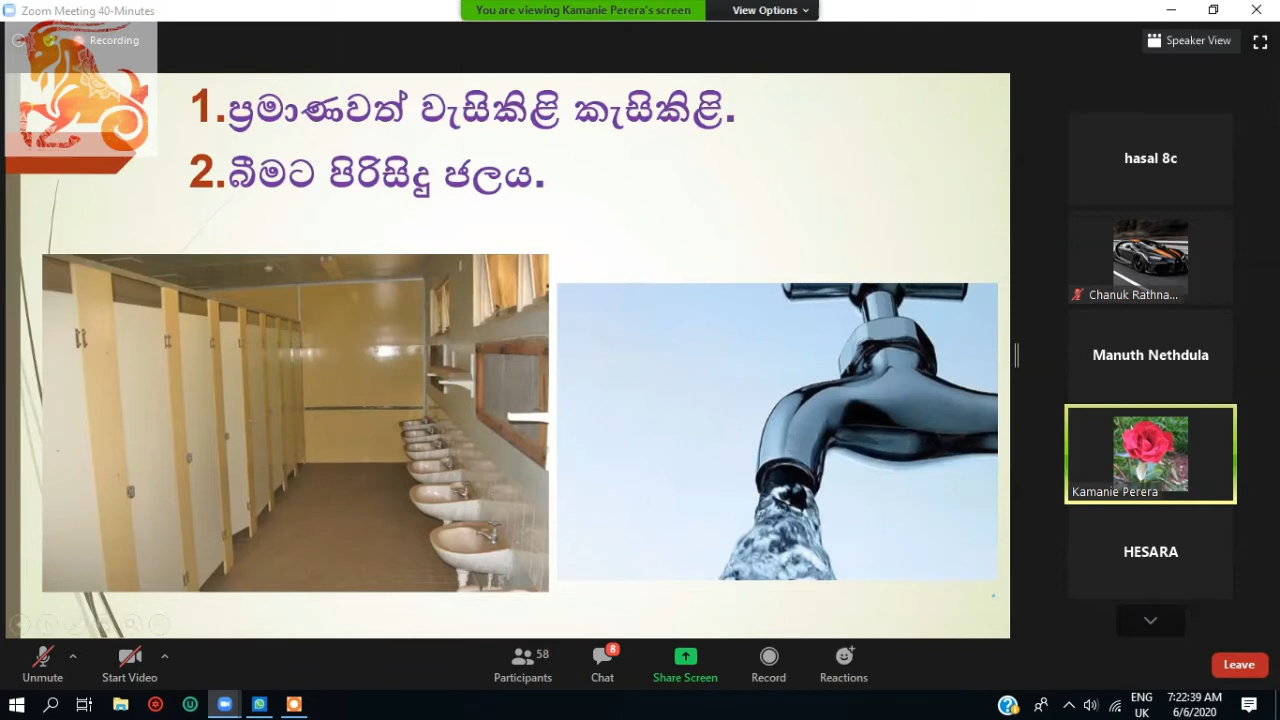 Zoom Meeting 40-Minutes
You are viewing Kamanie Perera's screen
View Options
Recording
Speaker View
1.ප්‍රමාණවත් වැසිකිළි කැසිකිළි.
2.බීමට පිරිසිදු ජලය.
hasal 8c
Chanuk Rathna...
Manuth Nethdula
Kamanie Perera
HESARA
Unmute
Start Video
58
Participants
8
Chat
Share Screen
Record
Reactions
Leave
ENG
UK
7:22:39 AM
6/6/2020